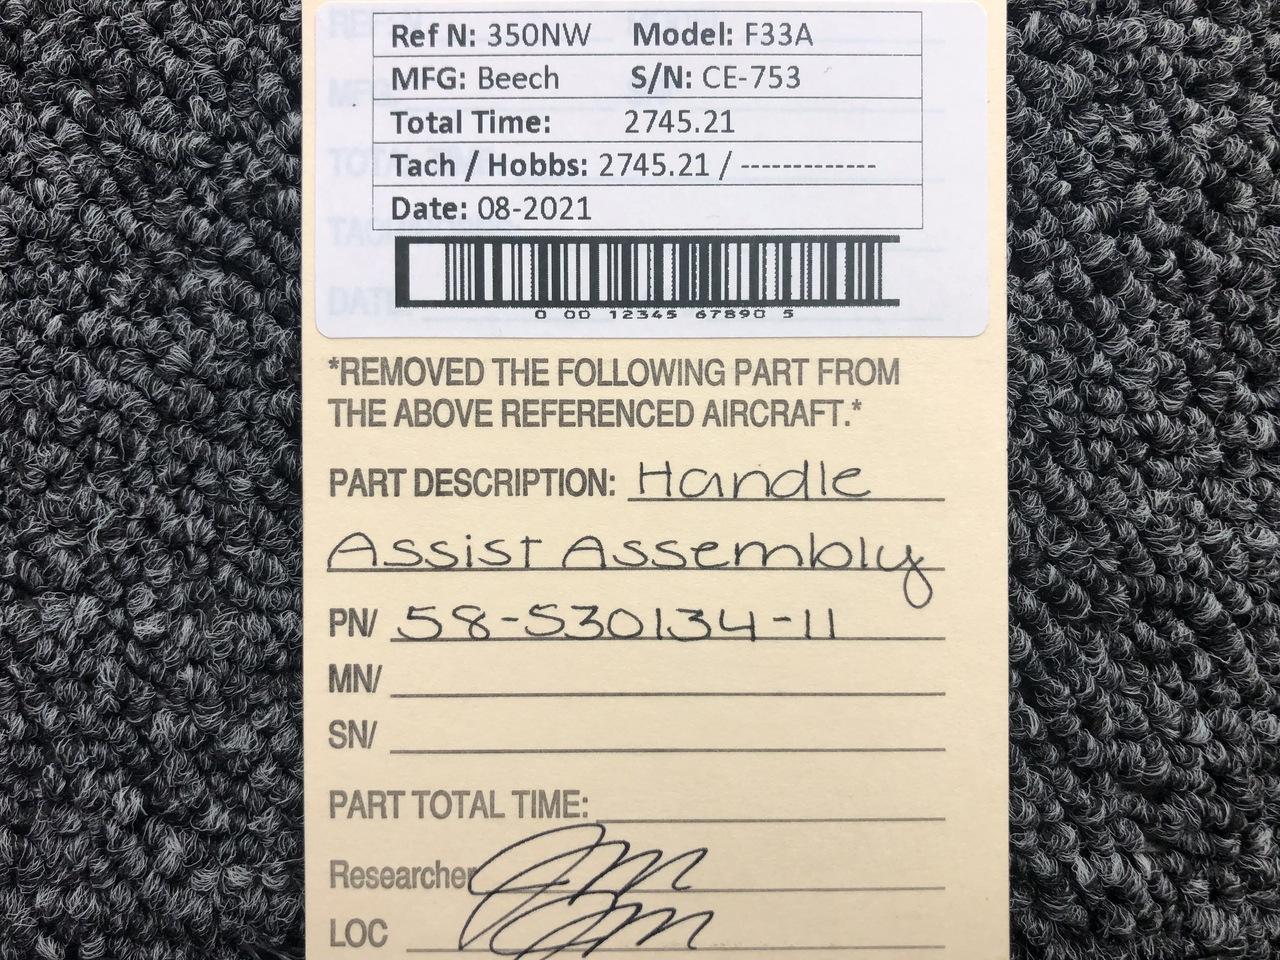 Ref N: 350NW Model: F33A
MFG: Beech S/N: CE-753
Total Time: 2745.21
Tach / Hobbs: 2745.21 / -------------
Date: 08-2021
0 00 12345 67890 5
*REMOVED THE FOLLOWING PART FROM
THE ABOVE REFERENCED AIRCRAFT.*
PART DESCRIPTION: Handle
Assist Assembly
PN/ 58-530134-11
MN/
SN/
PART TOTAL TIME:
Researcher
LOC